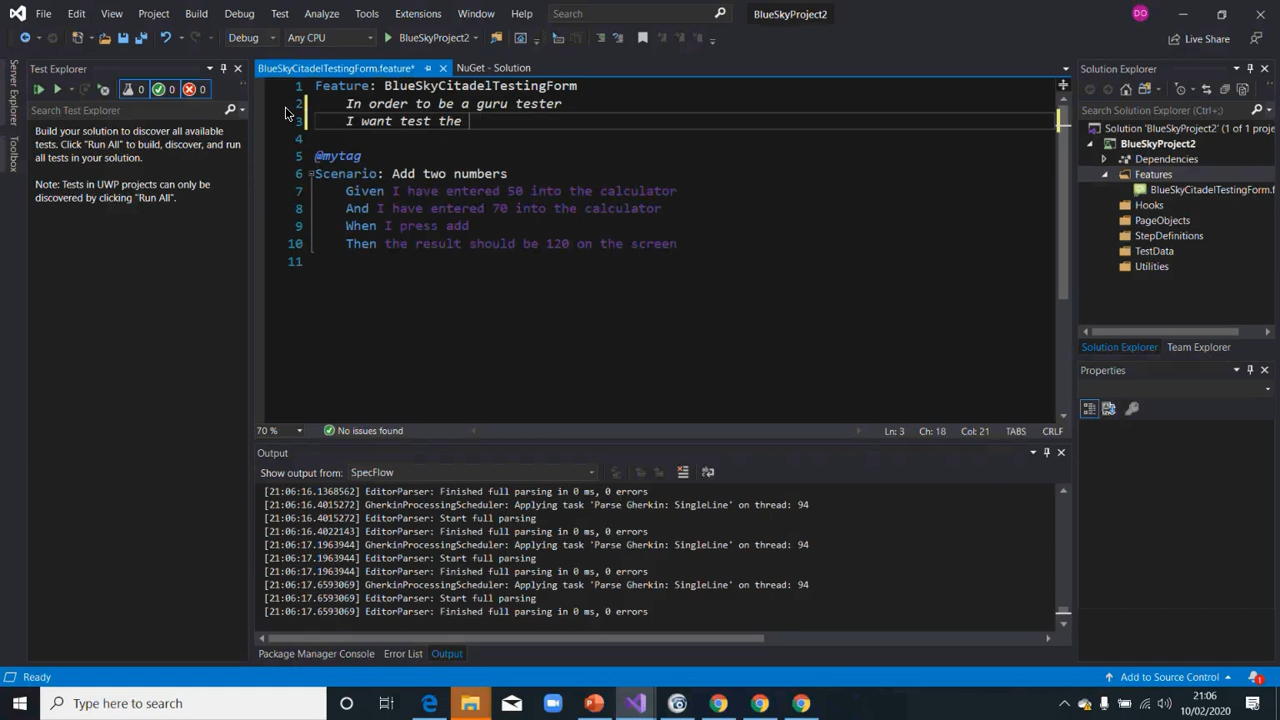 File Edit View Project Build Debug Test Analyze Tools Extensions Window Help Search BlueSkyProject2 DO
Debug Any CPU BlueSkyProject2 Live Share
Server Explorer
Toolbox
Test Explorer
0 0 0
Search Test Explorer
Build your solution to discover all available
tests. Click "Run All" to build, discover, and run
all tests in your solution.
Note: Tests in UWP projects can only be
discovered by clicking "Run All".
BlueSkyCitadelTestingForm.feature* NuGet - Solution
1 Feature: BlueSkyCitadelTestingForm
2 In order to be a guru tester
3 I want test the
4
5 @mytag
6 Scenario: Add two numbers
7 Given I have entered 50 into the calculator
8 And I have entered 70 into the calculator
9 When I press add
10 Then the result should be 120 on the screen
11
70 % No issues found Ln: 3 Ch: 18 Col: 21 TABS CRLF
Output
Show output from: SpecFlow
[21:06:16.1368562] EditorParser: Finished full parsing in 0 ms, 0 errors
[21:06:16.4015272] GherkinProcessingScheduler: Applying task 'Parse Gherkin: SingleLine' on thread: 94
[21:06:16.4015272] EditorParser: Start full parsing
[21:06:16.4022143] EditorParser: Finished full parsing in 0 ms, 0 errors
[21:06:17.1963944] GherkinProcessingScheduler: Applying task 'Parse Gherkin: SingleLine' on thread: 94
[21:06:17.1963944] EditorParser: Start full parsing
[21:06:17.1963944] EditorParser: Finished full parsing in 0 ms, 0 errors
[21:06:17.6593069] GherkinProcessingScheduler: Applying task 'Parse Gherkin: SingleLine' on thread: 94
[21:06:17.6593069] EditorParser: Start full parsing
[21:06:17.6593069] EditorParser: Finished full parsing in 0 ms, 0 errors
Package Manager Console Error List Output
Solution Explorer
Search Solution Explorer
Solution 'BlueSkyProject2' (1 of 1 proje
BlueSkyProject2
Dependencies
Features
BlueSkyCitadelTestingForm.f
Hooks
PageObjects
StepDefinitions
TestData
Utilities
Solution Explorer Team Explorer
Properties
Ready Add to Source Control 1
Type here to search
21:06
10/02/2020